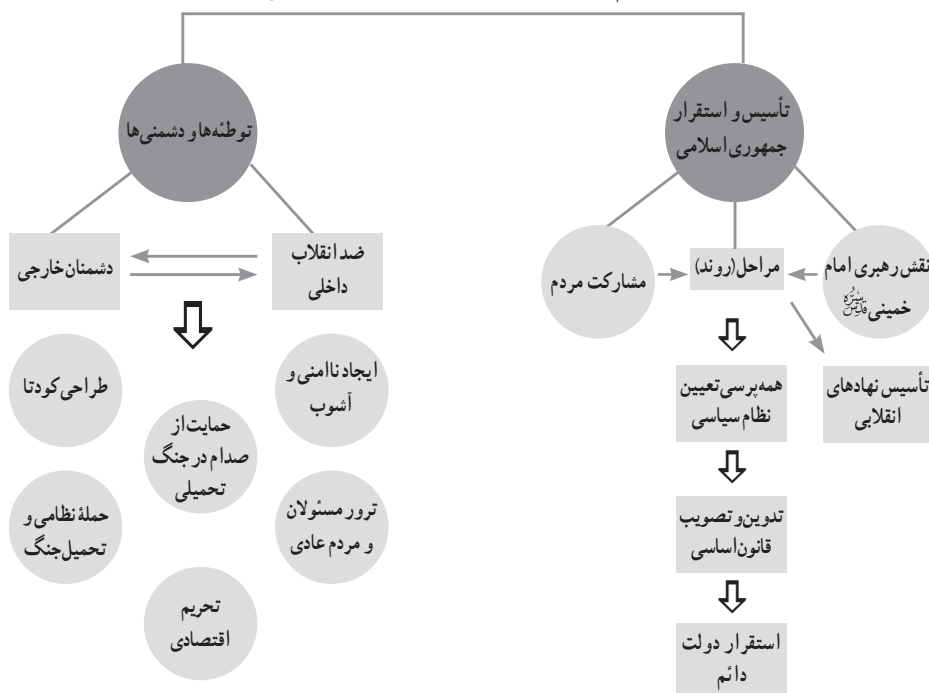 تأسیس و استقرار
جمهوری اسلامی
نقش رهبری امام
خمینی قدّس سرّه
مراحل (روند)
مشارکت مردم
تأسیس نهادهای
انقلابی
همه‌پرسی تعیین
نظام سیاسی
تدوین و تصویب
قانون اساسی
استقرار دولت
دائم
توطئه‌ها و دشمنی‌ها
ضد انقلاب
داخلی
دشمنان خارجی
ایجاد ناامنی و
آشوب
طراحی کودتا
حمایت از
صدام در جنگ
تحمیلی
ترور مسئولان
و مردم عادی
حملهٔ نظامی و
تحمیل جنگ
تحریم
اقتصادی